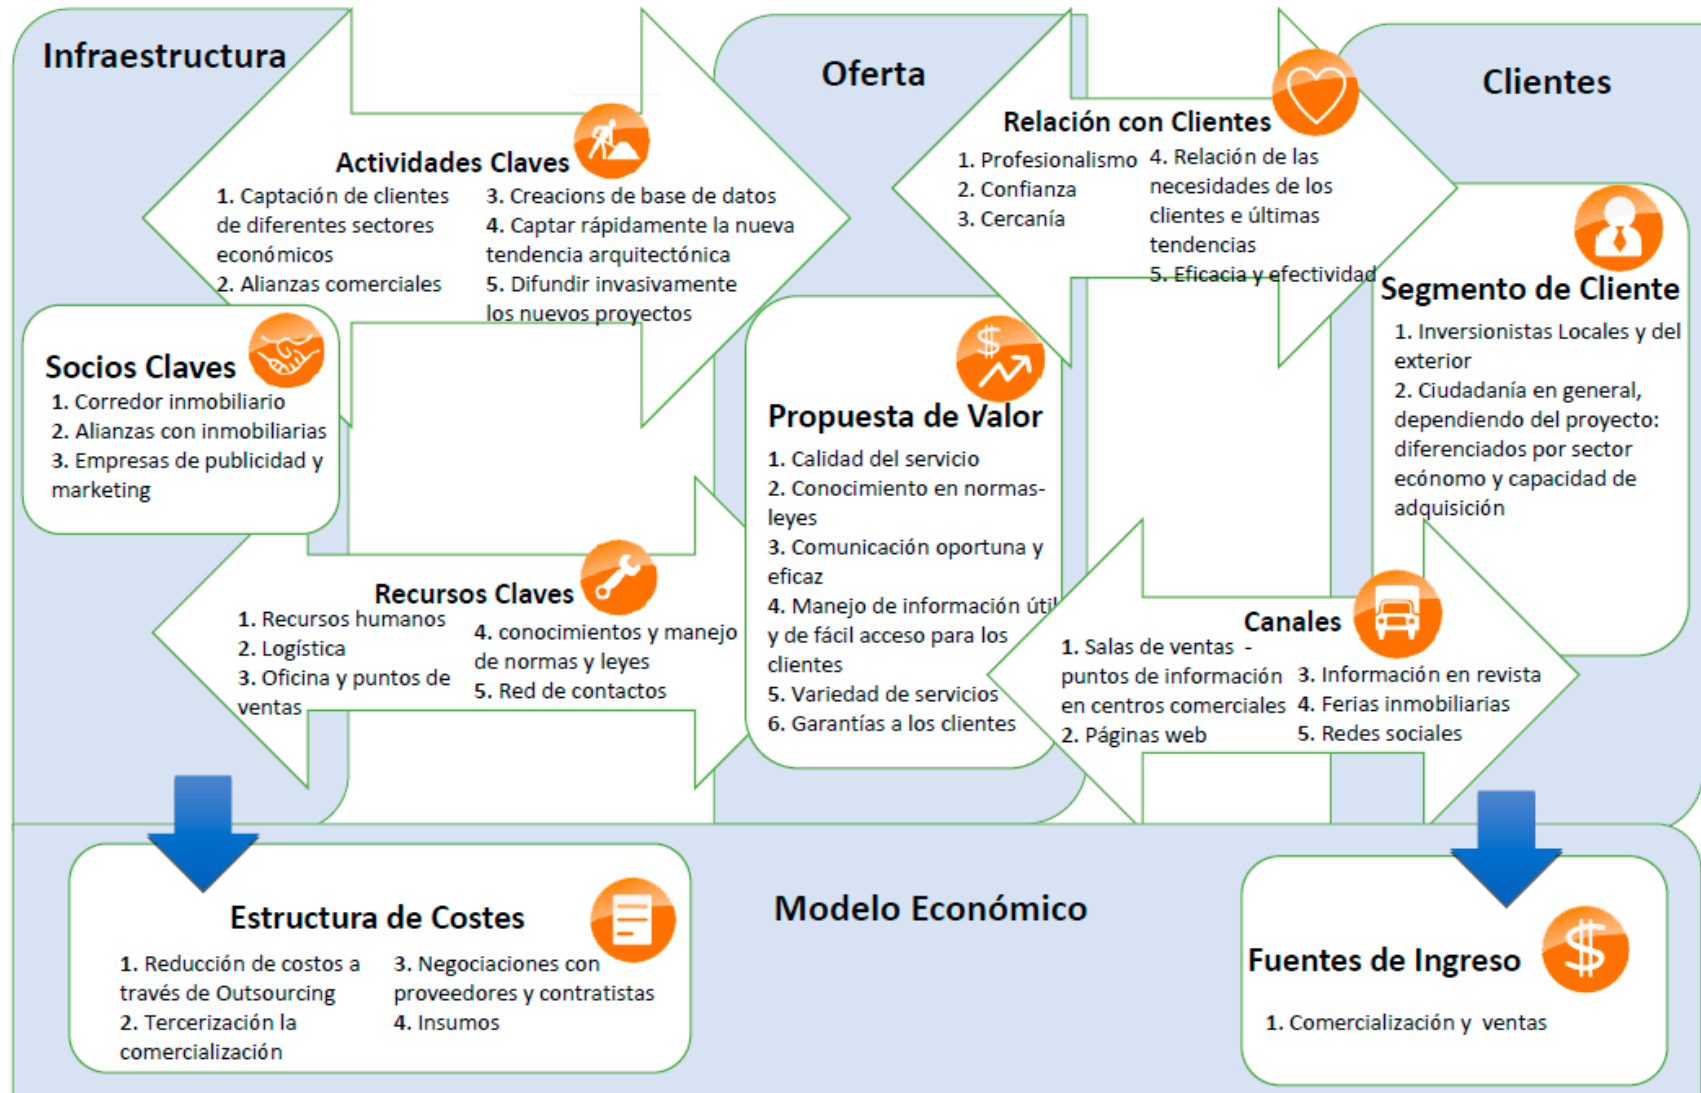 Infraestructura
Oferta
Clientes
Actividades Claves
1. Captación de clientes
de diferentes sectores
económicos
2. Alianzas comerciales
3. Creacions de base de datos
4. Captar rápidamente la nueva
tendencia arquitectónica
5. Difundir invasivamente
los nuevos proyectos
Relación con Clientes
1. Profesionalismo
2. Confianza
3. Cercanía
4. Relación de las
necesidades de los
clientes e últimas
tendencias
5. Eficacia y efectividad
Segmento de Cliente
1. Inversionistas Locales y del
exterior
2. Ciudadanía en general,
dependiendo del proyecto:
diferenciados por sector
ecónomo y capacidad de
adquisición
Socios Claves
1. Corredor inmobiliario
2. Alianzas con inmobiliarias
3. Empresas de publicidad y
marketing
Propuesta de Valor
1. Calidad del servicio
2. Conocimiento en normas-
leyes
3. Comunicación oportuna y
eficaz
4. Manejo de información útil
y de fácil acceso para los
clientes
5. Variedad de servicios
6. Garantías a los clientes
Recursos Claves
1. Recursos humanos
2. Logística
3. Oficina y puntos de
ventas
4. conocimientos y manejo
de normas y leyes
5. Red de contactos
Canales
1. Salas de ventas -
puntos de información
en centros comerciales
2. Páginas web
3. Información en revista
4. Ferias inmobiliarias
5. Redes sociales
Modelo Económico
Estructura de Costes
1. Reducción de costos a
través de Outsourcing
2. Tercerización la
comercialización
3. Negociaciones con
proveedores y contratistas
4. Insumos
Fuentes de Ingreso
1. Comercialización y ventas